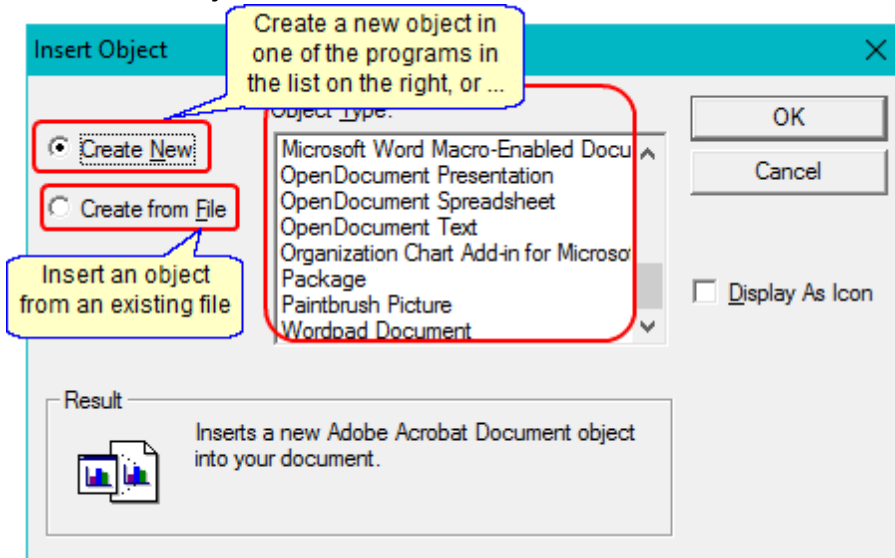 Create a new object in
one of the programs in
the list on the right, or ...
Insert Object
Object Type:
OK
Create New
Microsoft Word Macro-Enabled Docu
Cancel
OpenDocument Presentation
OpenDocument Spreadsheet
Create from File
OpenDocument Text
Organization Chart Add-in for Microso
Insert an object
from an existing file
Package
Display As Icon
Paintbrush Picture
Wordpad Document
Result
Inserts a new Adobe Acrobat Document object
into your document.